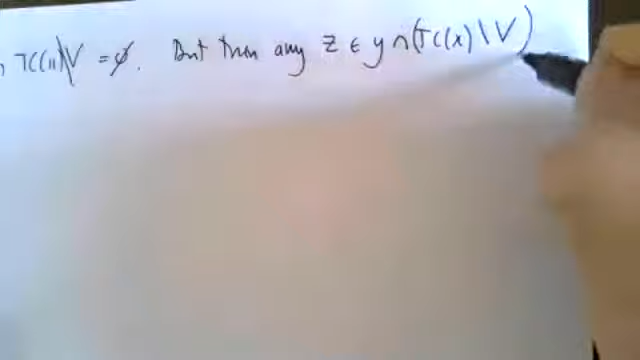 TC(x)\V = ∅. But then any z ∈ y ∩ (TC(x) \ V)